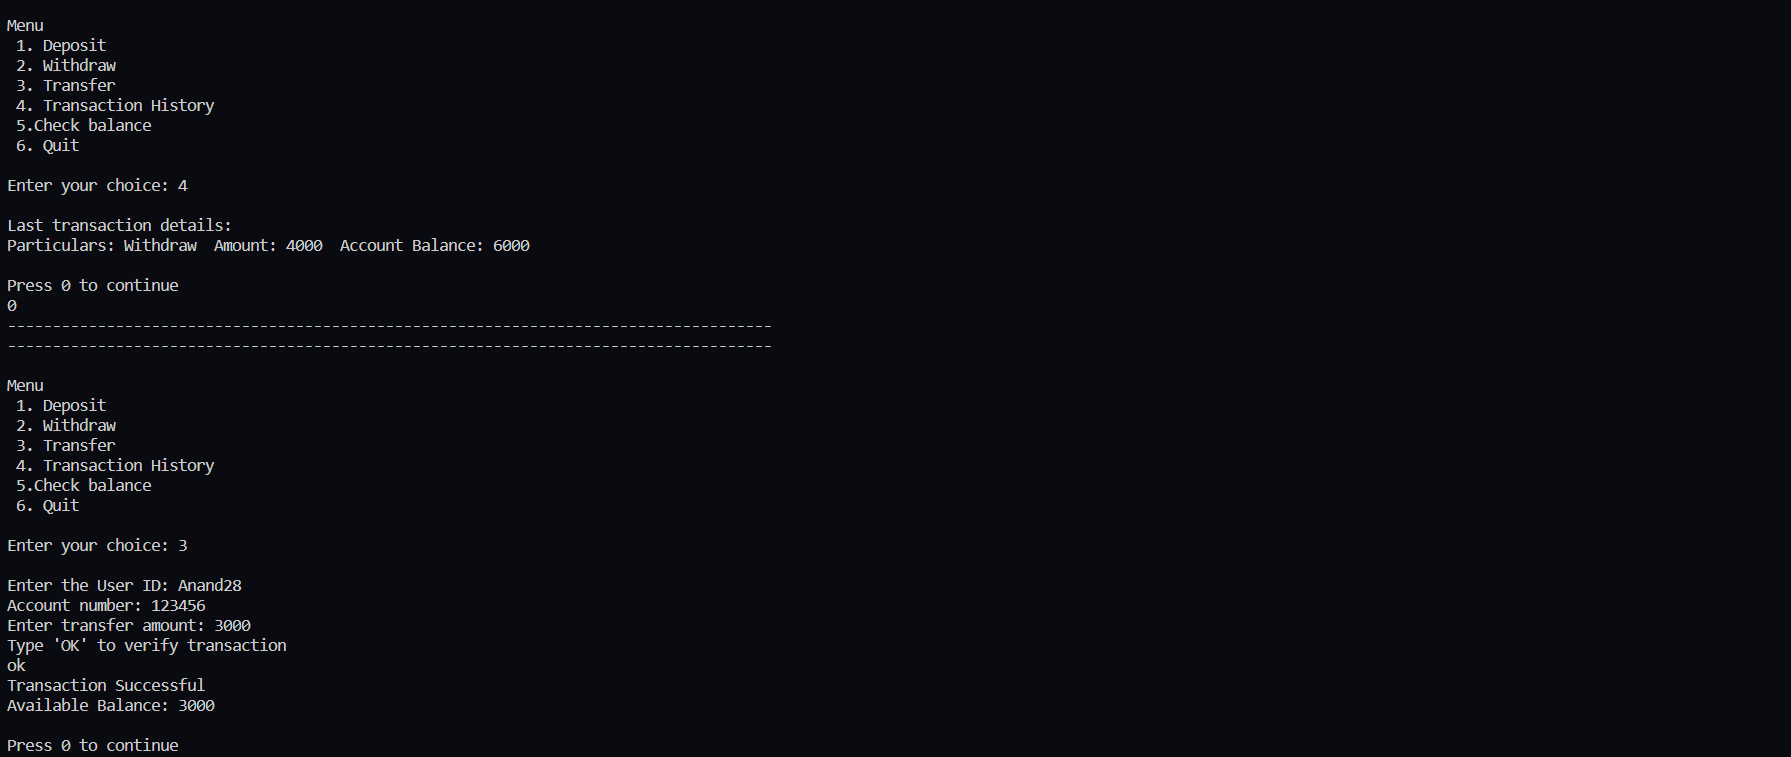 Menu
 1. Deposit
 2. Withdraw
 3. Transfer
 4. Transaction History
 5.Check balance
 6. Quit
Enter your choice: 4
Last transaction details:
Particulars: Withdraw  Amount: 4000  Account Balance: 6000
Press 0 to continue
0
-------------------------------------------------------------------------------------
-------------------------------------------------------------------------------------
Menu
 1. Deposit
 2. Withdraw
 3. Transfer
 4. Transaction History
 5.Check balance
 6. Quit
Enter your choice: 3
Enter the User ID: Anand28
Account number: 123456
Enter transfer amount: 3000
Type 'OK' to verify transaction
ok
Transaction Successful
Available Balance: 3000
Press 0 to continue